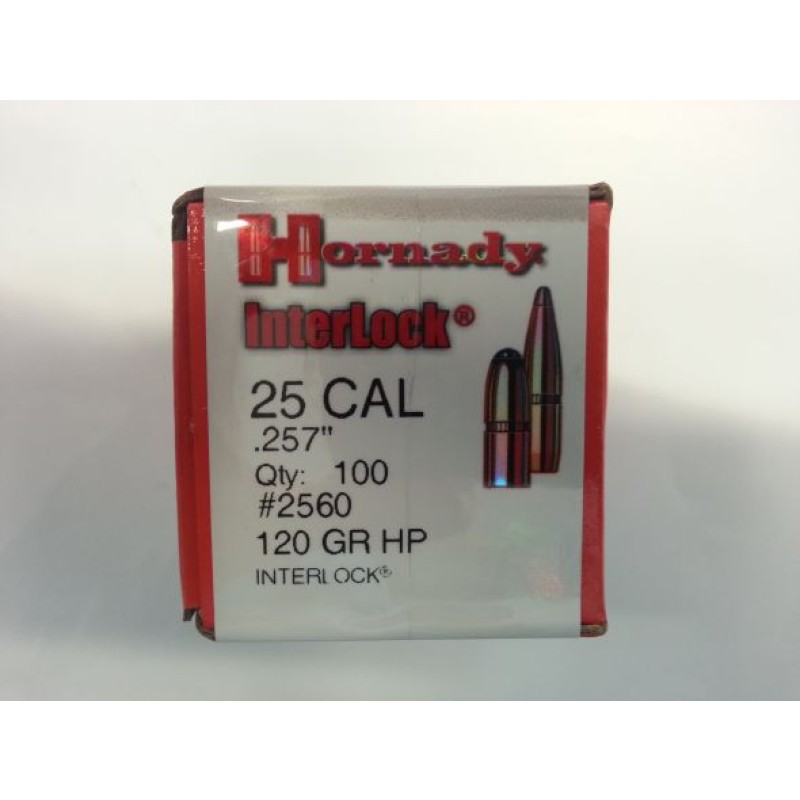 Hornady
InterLock®
25 CAL
.257"
Qty: 100
#2560
120 GR HP
INTERLOCK®